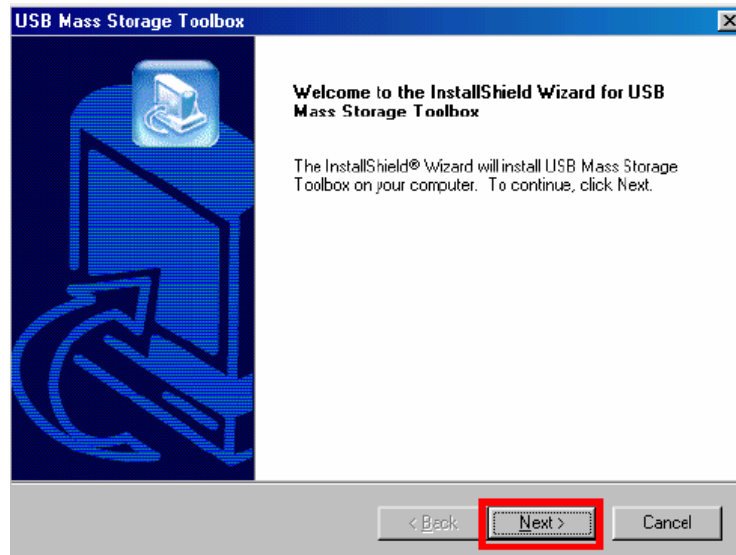 USB Mass Storage Toolbox
Welcome to the InstallShield Wizard for USB
Mass Storage Toolbox
The InstallShield® Wizard will install USB Mass Storage
Toolbox on your computer. To continue, click Next.
< Back
Next >
Cancel